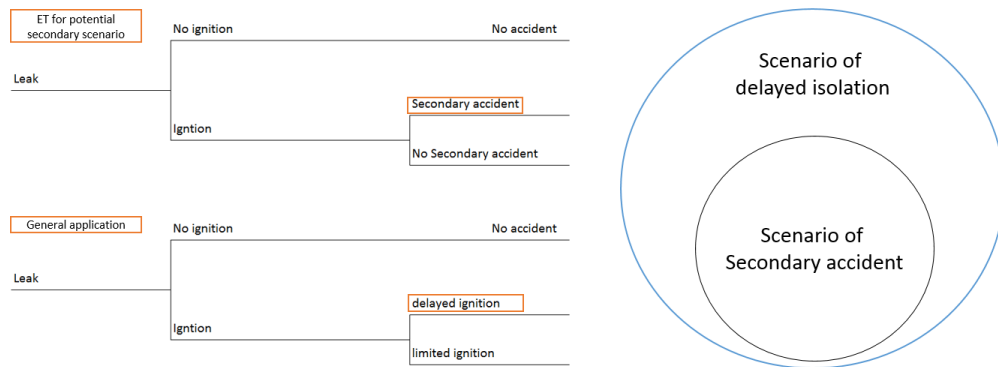 ET for potential
secondary scenario
No ignition
No accident
Leak
Secondary accident
Igntion
No Secondary accident
General application
No ignition
No accident
Leak
delayed ignition
Igntion
limited ignition
Scenario of
delayed isolation
Scenario of
Secondary accident